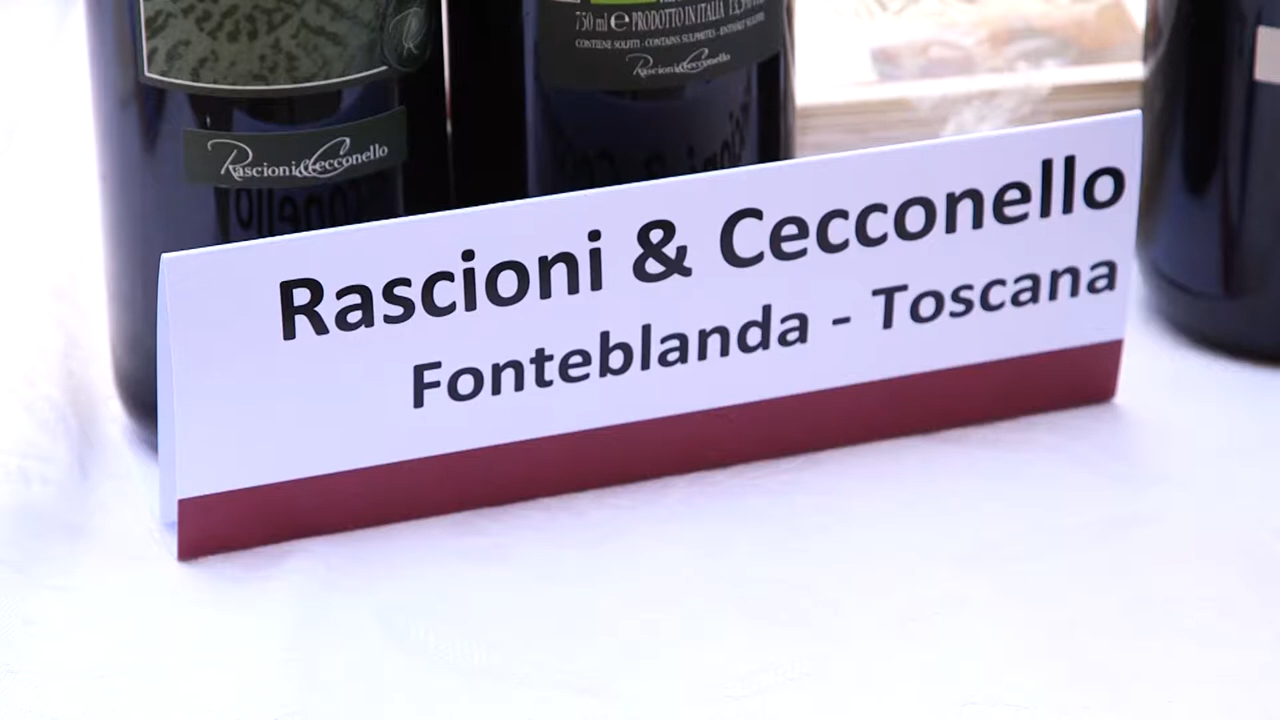 750 ml e PRODOTTO IN ITALIA
CONTIENE SOLFITI - CONTAINS SULPHITES
Rascioni&Cecconello
Rascioni&Cecconello
Rascioni & Cecconello
Fonteblanda - Toscana